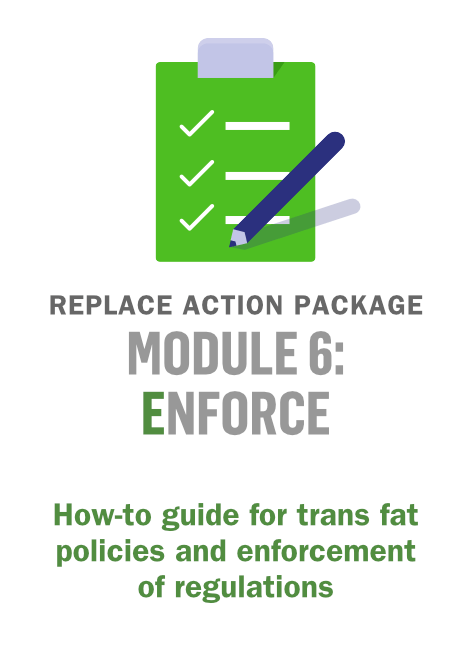 REPLACE ACTION PACKAGE
MODULE 6:
ENFORCE
How-to guide for trans fat
policies and enforcement
of regulations